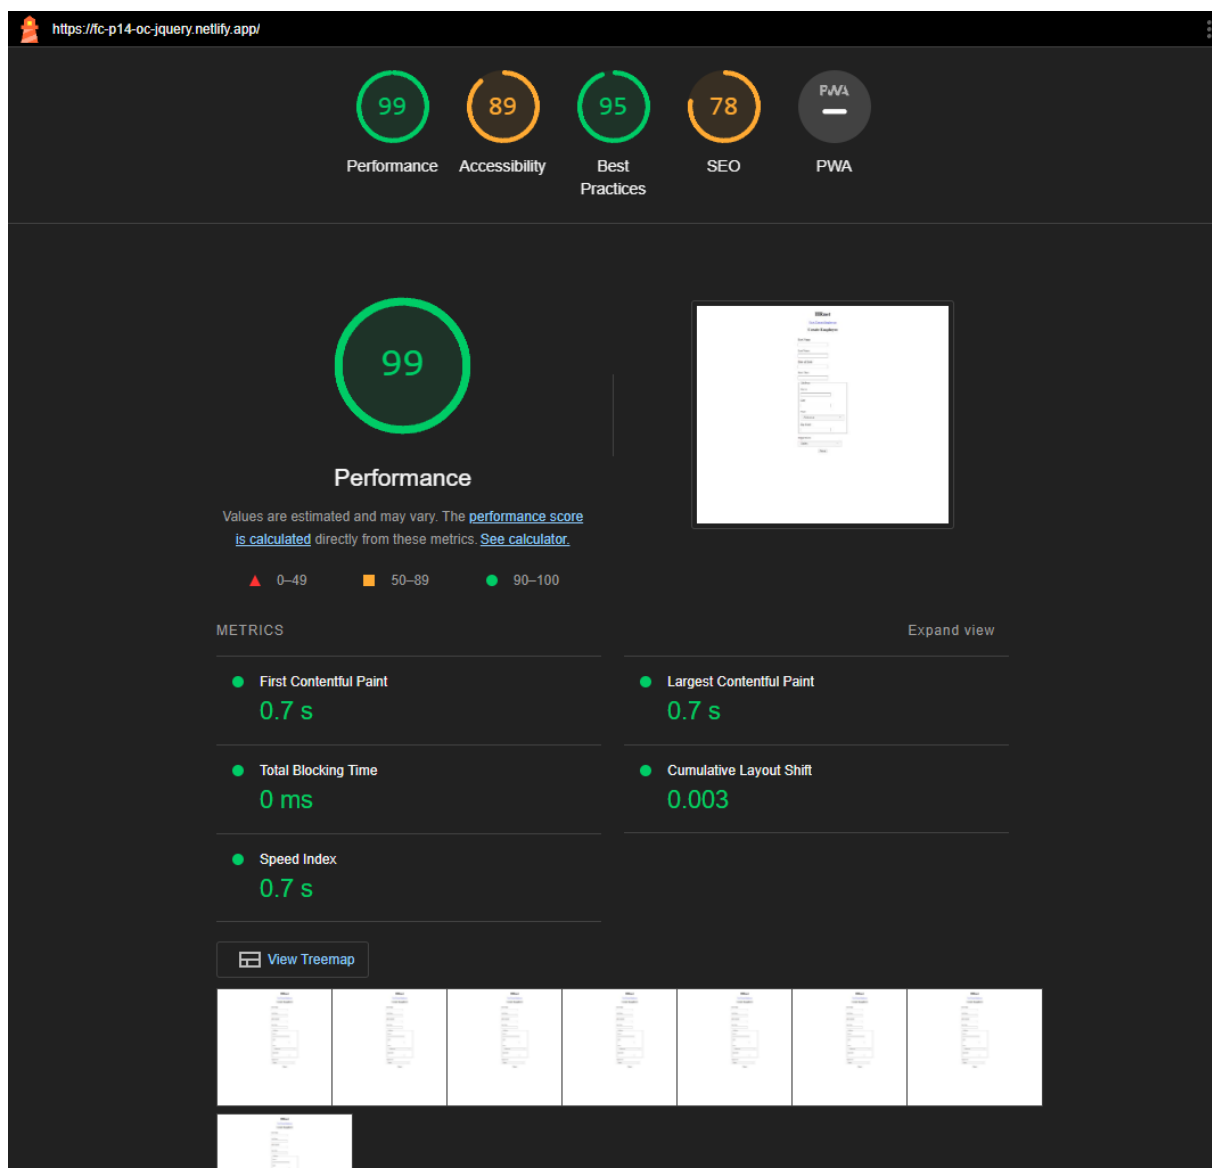 https://fc-p14-oc-jquery.netlify.app/
99
89
95
78
PWA
Performance
Accessibility
Best
Practices
SEO
PWA
99
Performance
Values are estimated and may vary. The performance score
is calculated directly from these metrics. See calculator.
0–49
50–89
90–100
HRnet
Create Employee
METRICS
Expand view
First Contentful Paint
0.7 s
Largest Contentful Paint
0.7 s
Total Blocking Time
0 ms
Cumulative Layout Shift
0.003
Speed Index
0.7 s
View Treemap